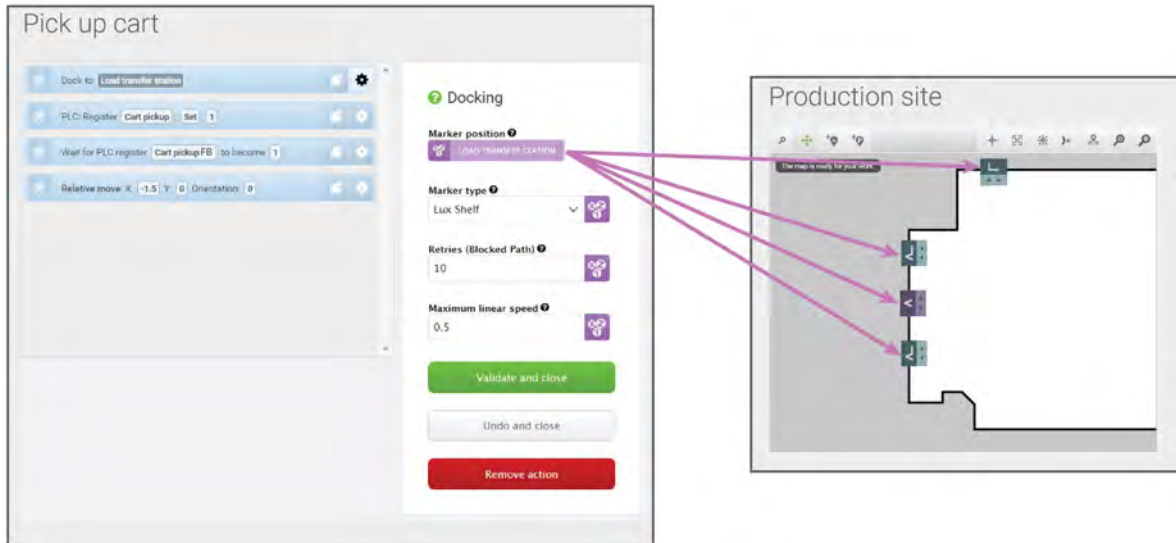 Pick up cart
Dock to: Load transfer station
PLC: Register Cart pickup : Set 1
Wait for PLC register Cart pickup FB to become 1
Relative move: X: -1.5 Y: 0 Orientation: 0
Docking
Marker position
LOAD TRANSFER STATION
Marker type
Lux Shelf
Retries (Blocked Path)
10
Maximum linear speed
0.5
Validate and close
Undo and close
Remove action
Production site
The map is ready for your work.